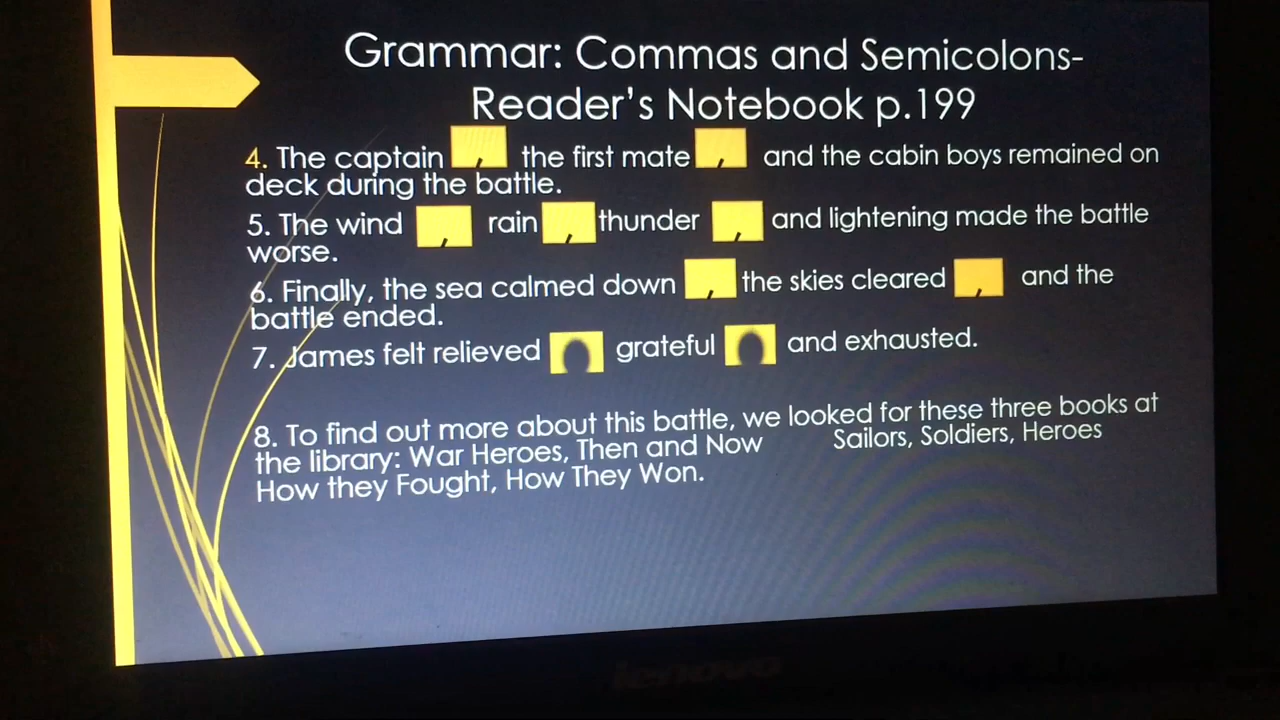 Grammar: Commas and Semicolons-
Reader's Notebook p.199
4. The captain , the first mate , and the cabin boys remained on
deck during the battle.
5. The wind , rain , thunder , and lightening made the battle
worse.
6. Finally, the sea calmed down , the skies cleared , and the
battle ended.
7. James felt relieved grateful and exhausted.
8. To find out more about this battle, we looked for these three books at
the library: War Heroes, Then and Now Sailors, Soldiers, Heroes
How they Fought, How They Won.
lenovo